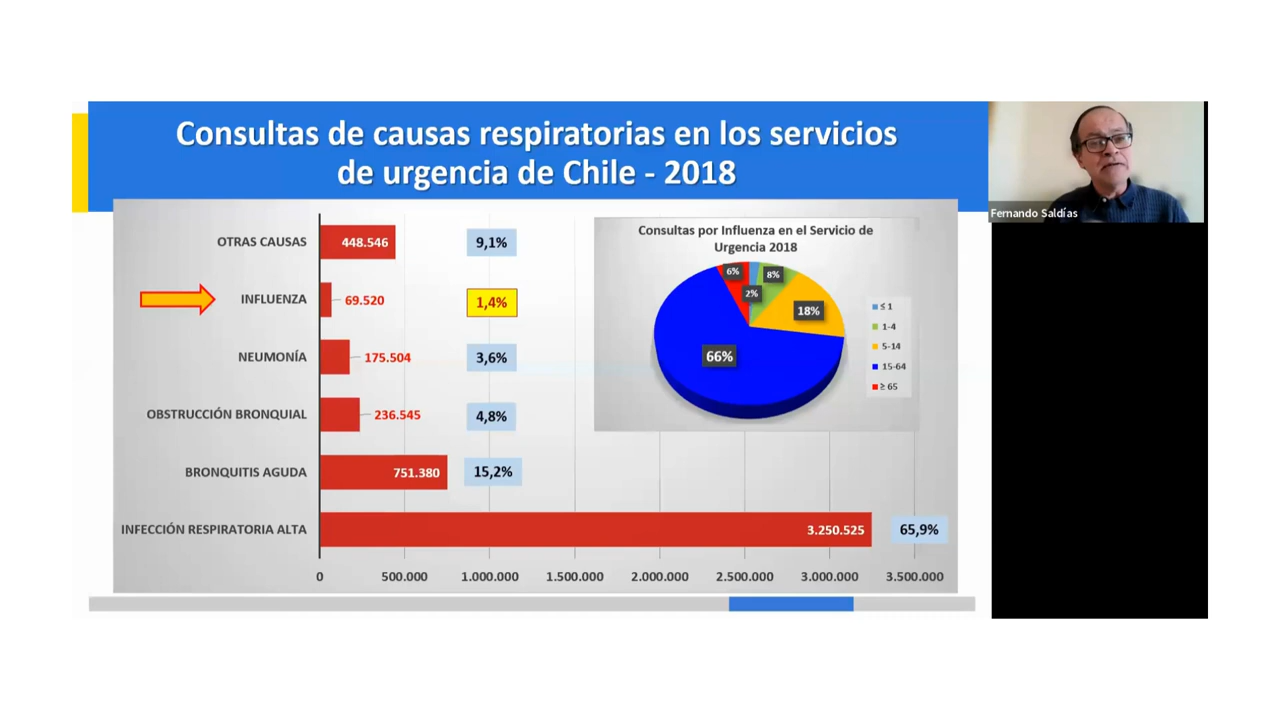 Consultas de causas respiratorias en los servicios
de urgencia de Chile - 2018
Fernando Saldías
OTRAS CAUSAS 448.546 9,1%
INFLUENZA 69.520 1,4%
NEUMONÍA 175.504 3,6%
OBSTRUCCIÓN BRONQUIAL 236.545 4,8%
BRONQUITIS AGUDA 751.380 15,2%
INFECCIÓN RESPIRATORIA ALTA 3.250.525 65,9%
0 500.000 1.000.000 1.500.000 2.000.000 2.500.000 3.000.000 3.500.000
Consultas por Influenza en el Servicio de
Urgencia 2018
6% 8%
2%
18%
66%
≤ 1
1-4
5-14
15-64
≥ 65